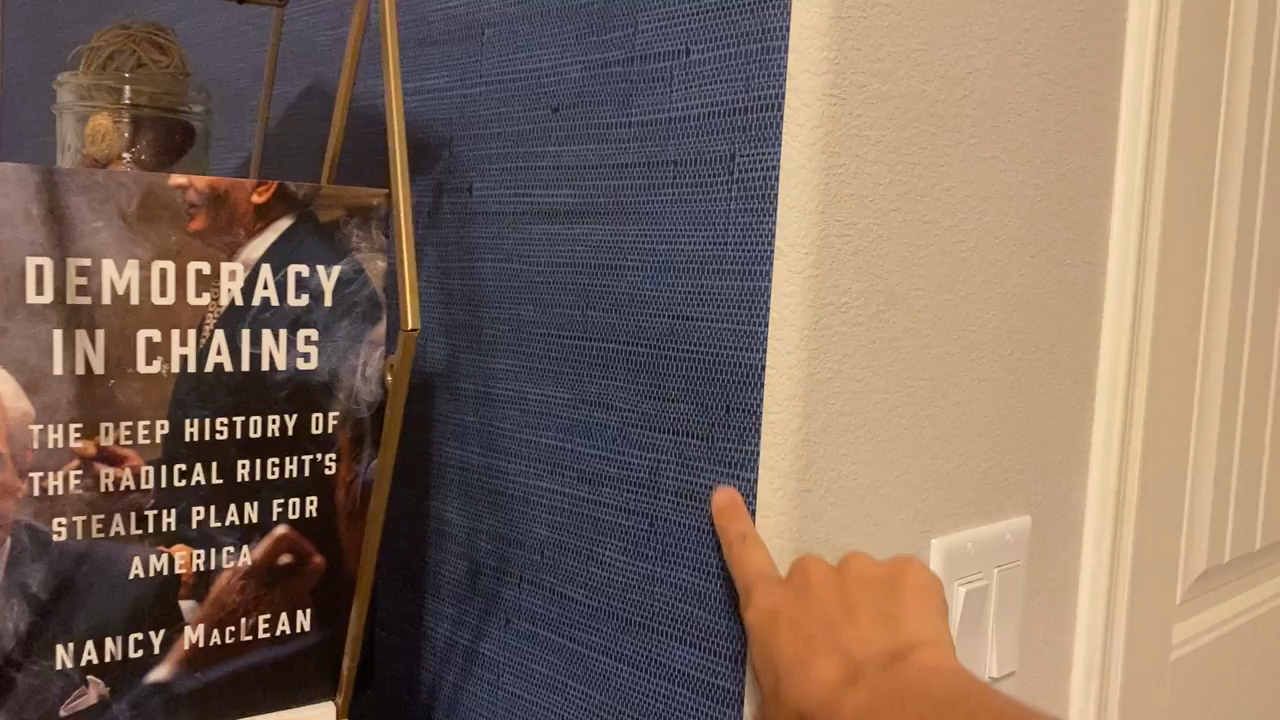 DEMOCRACY
IN CHAINS
THE DEEP HISTORY OF
THE RADICAL RIGHT'S
STEALTH PLAN FOR
AMERICA
NANCY MACLEAN